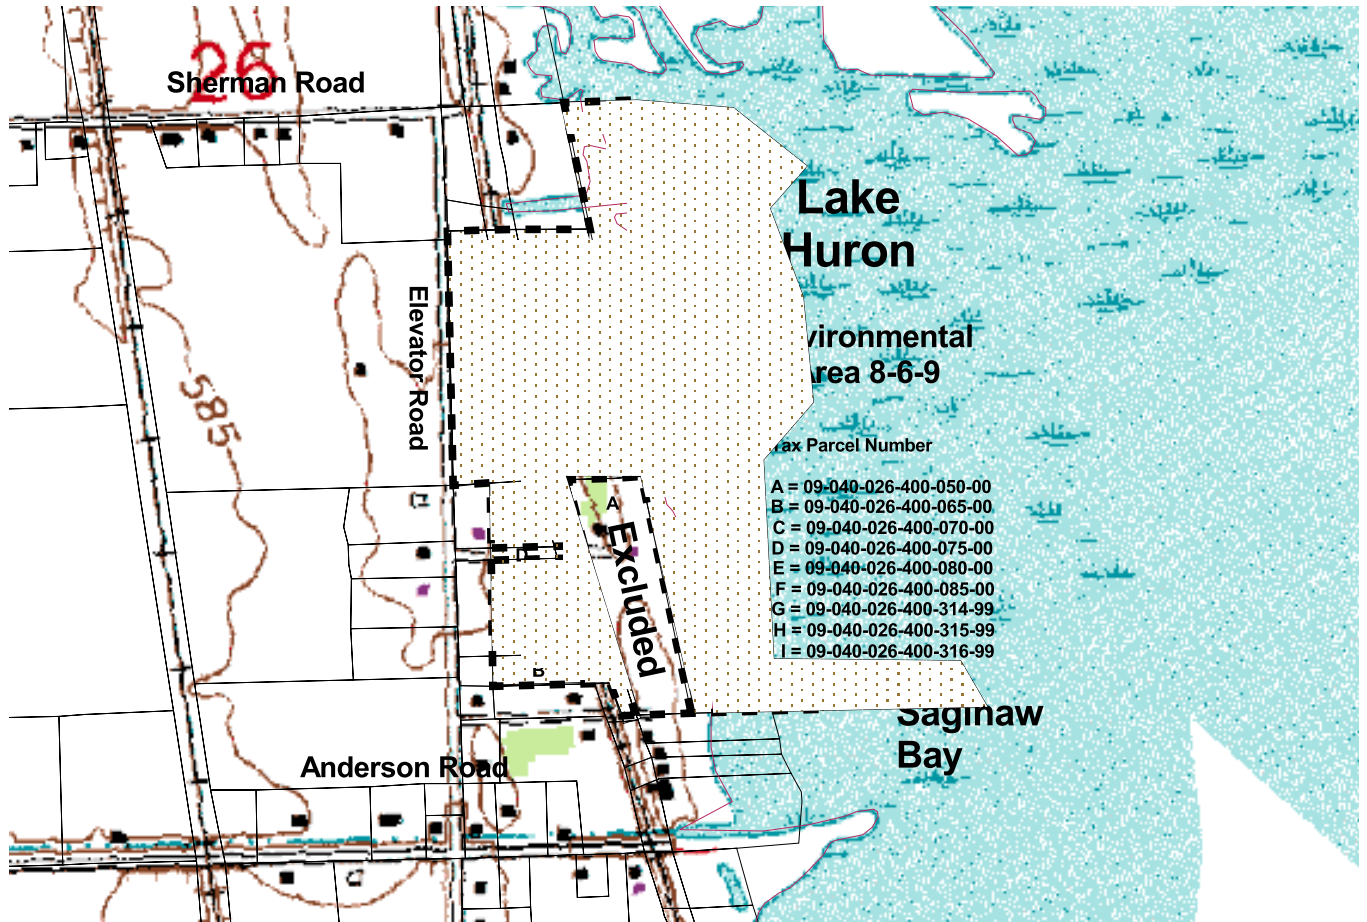 26
Sherman Road
Lake
Huron
Elevator Road
vironmental
Area 8-6-9
585
Tax Parcel Number
A = 09-040-026-400-050-00
B = 09-040-026-400-065-00
C = 09-040-026-400-070-00
D = 09-040-026-400-075-00
E = 09-040-026-400-080-00
F = 09-040-026-400-085-00
G = 09-040-026-400-314-99
H = 09-040-026-400-315-99
I = 09-040-026-400-316-99
A
Excluded
D
B
Saginaw
Bay
Anderson Road